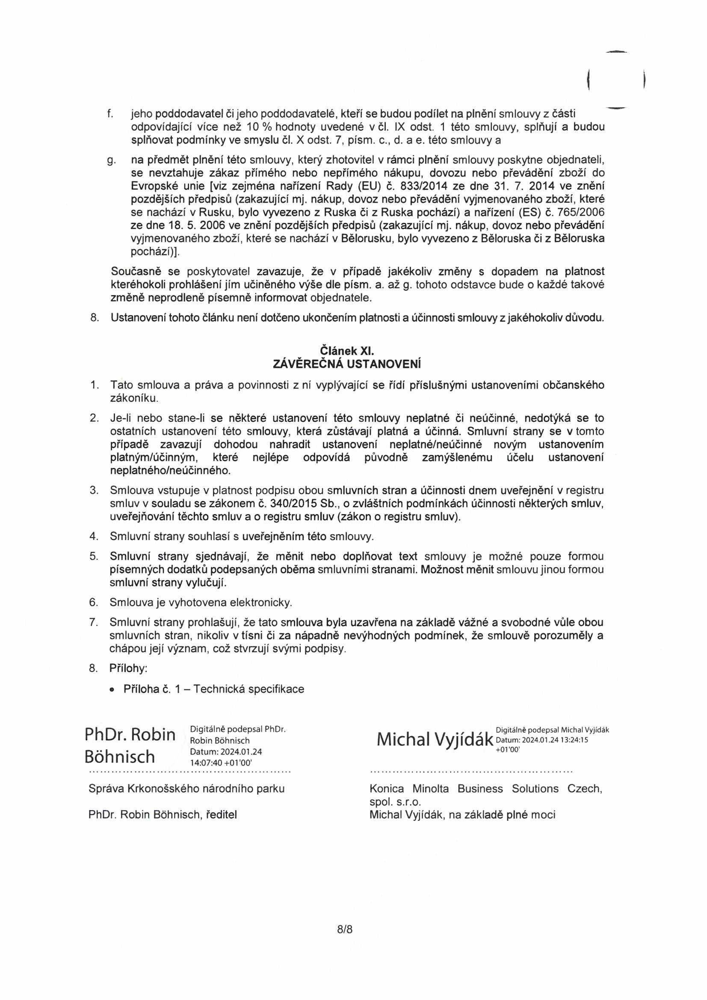 f. jeho poddodavatel či jeho poddodavatelé, kteří se budou podílet na plnění smlouvy z části
odpovídající více než 10 % hodnoty uvedené v čl. IX odst. 1 této smlouvy, splňují a budou
splňovat podmínky ve smyslu čl. X odst. 7, písm. c., d. a e. této smlouvy a
g. na předmět plnění této smlouvy, který zhotovitel v rámci plnění smlouvy poskytne objednateli,
se nevztahuje zákaz přímého nebo nepřímého nákupu, dovozu nebo převádění zboží do
Evropské unie [viz zejména nařízení Rady (EU) č. 833/2014 ze dne 31. 7. 2014 ve znění
pozdějších předpisů (zakazující mj. nákup, dovoz nebo převádění vyjmenovaného zboží, které
se nachází v Rusku, bylo vyvezeno z Ruska či z Ruska pochází) a nařízení (ES) č. 765/2006
ze dne 18. 5. 2006 ve znění pozdějších předpisů (zakazující mj. nákup, dovoz nebo převádění
vyjmenovaného zboží, které se nachází v Bělorusku, bylo vyvezeno z Běloruska či z Běloruska
pochází)].
Současně se poskytovatel zavazuje, že v případě jakékoliv změny s dopadem na platnost
kteréhokoli prohlášení jím učiněného výše dle písm. a. až g. tohoto odstavce bude o každé takové
změně neprodleně písemně informovat objednatele.
8. Ustanovení tohoto článku není dotčeno ukončením platnosti a účinnosti smlouvy z jakéhokoliv důvodu.
Článek XI.
ZÁVĚREČNÁ USTANOVENÍ
1. Tato smlouva a práva a povinnosti z ní vyplývající se řídí příslušnými ustanoveními občanského
zákoníku.
2. Je-li nebo stane-li se některé ustanovení této smlouvy neplatné či neúčinné, nedotýká se to
ostatních ustanovení této smlouvy, která zůstávají platná a účinná. Smluvní strany se v tomto
případě zavazují dohodou nahradit ustanovení neplatné/neúčinné novým ustanovením
platným/účinným, které nejlépe odpovídá původně zamýšlenému účelu ustanovení
neplatného/neúčinného.
3. Smlouva vstupuje v platnost podpisu obou smluvních stran a účinnosti dnem uveřejnění v registru
smluv v souladu se zákonem č. 340/2015 Sb., o zvláštních podmínkách účinnosti některých smluv,
uveřejňování těchto smluv a o registru smluv (zákon o registru smluv).
4. Smluvní strany souhlasí s uveřejněním této smlouvy.
5. Smluvní strany sjednávají, že měnit nebo doplňovat text smlouvy je možné pouze formou
písemných dodatků podepsaných oběma smluvními stranami. Možnost měnit smlouvu jinou formou
smluvní strany vylučují.
6. Smlouva je vyhotovena elektronicky.
7. Smluvní strany prohlašují, že tato smlouva byla uzavřena na základě vážné a svobodné vůle obou
smluvních stran, nikoliv v tísni či za nápadně nevýhodných podmínek, že smlouvě porozuměly a
chápou její význam, což stvrzují svými podpisy.
8. Přílohy:
• Příloha č. 1 – Technická specifikace
PhDr. Robin
Böhnisch
Digitálně podepsal PhDr.
Robin Böhnisch
Datum: 2024.01.24
14:07:40 +01'00'
Michal Vyjídák
Digitálně podepsal Michal Vyjídák
Datum: 2024.01.24 13:24:15
+01'00'
Správa Krkonošského národního parku
PhDr. Robin Böhnisch, ředitel
Konica Minolta Business Solutions Czech,
spol. s.r.o.
Michal Vyjídák, na základě plné moci
8/8